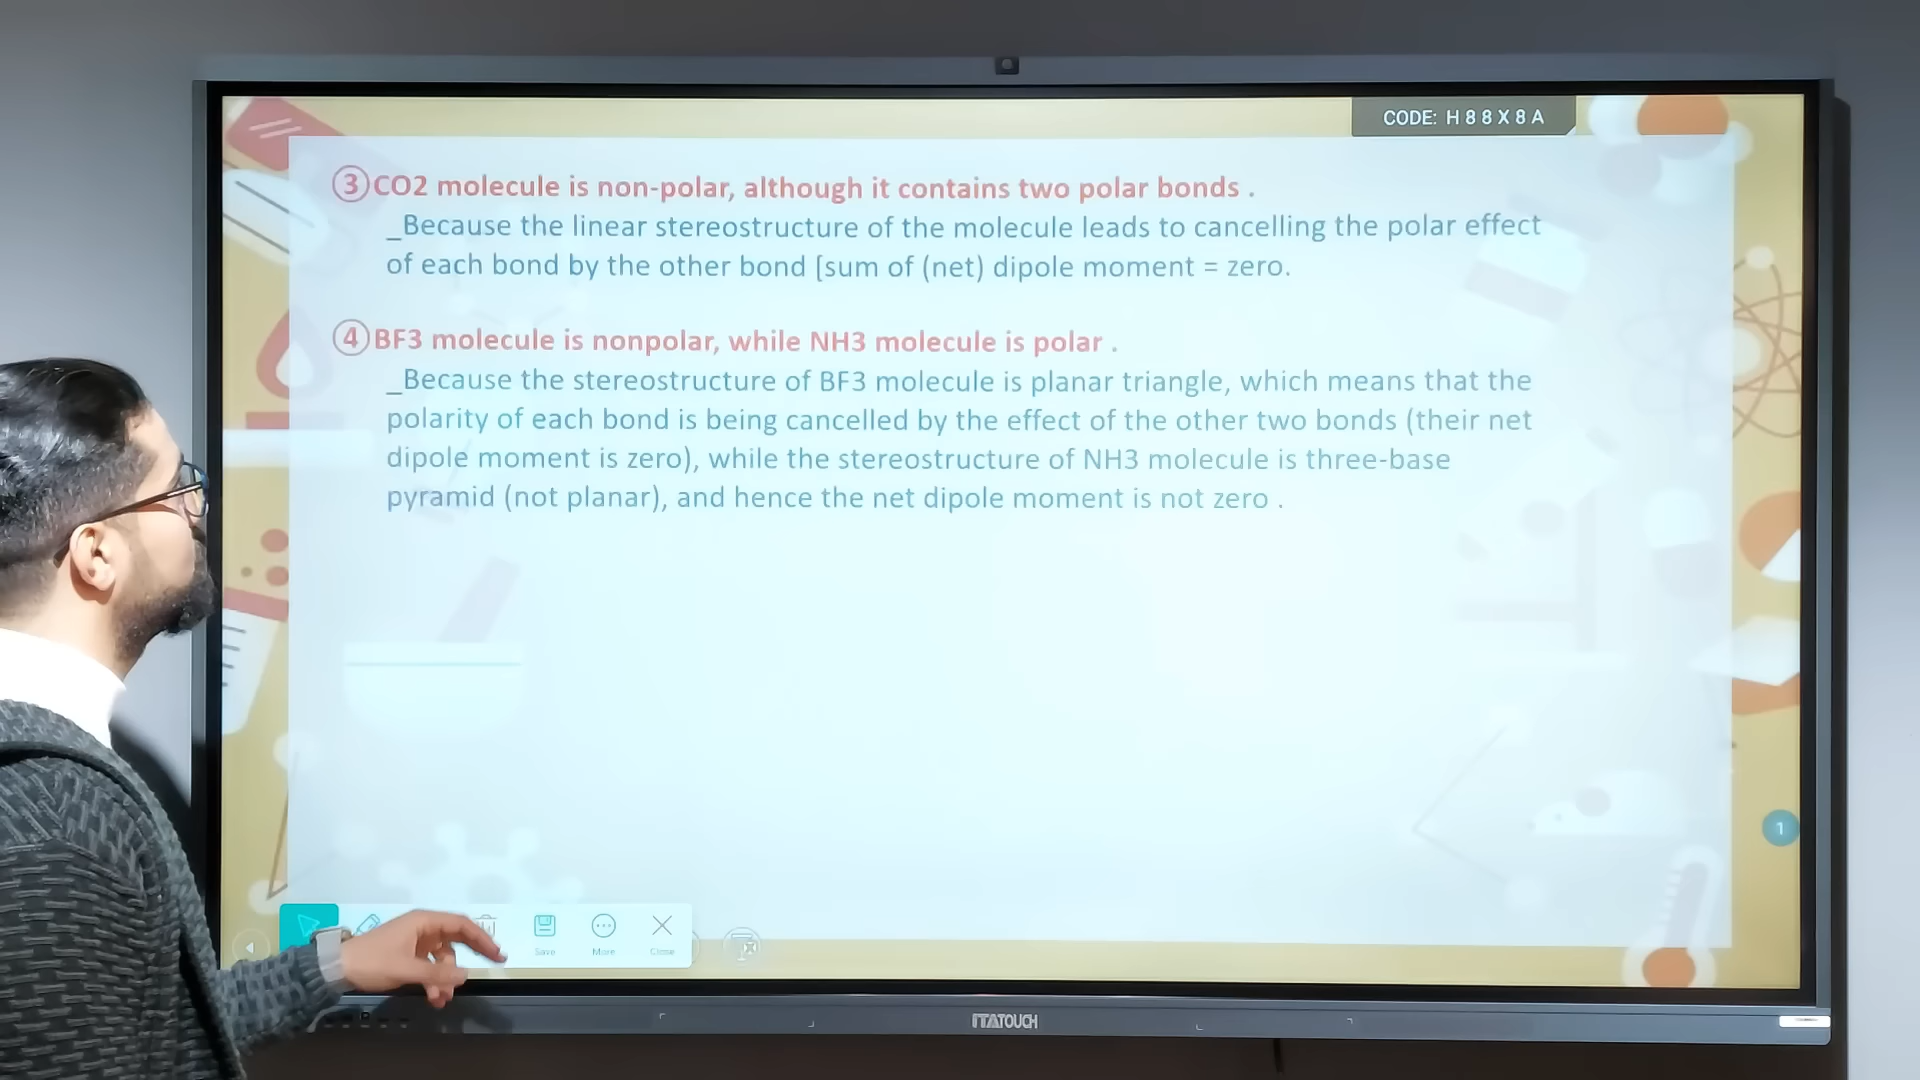 CODE: H88X8A
③CO2 molecule is non-polar, although it contains two polar bonds .
_Because the linear stereostructure of the molecule leads to cancelling the polar effect
of each bond by the other bond [sum of (net) dipole moment = zero.
④BF3 molecule is nonpolar, while NH3 molecule is polar .
_Because the stereostructure of BF3 molecule is planar triangle, which means that the
polarity of each bond is being cancelled by the effect of the other two bonds (their net
dipole moment is zero), while the stereostructure of NH3 molecule is three-base
pyramid (not planar), and hence the net dipole moment is not zero .
1
Save More Close
ITATOUCH